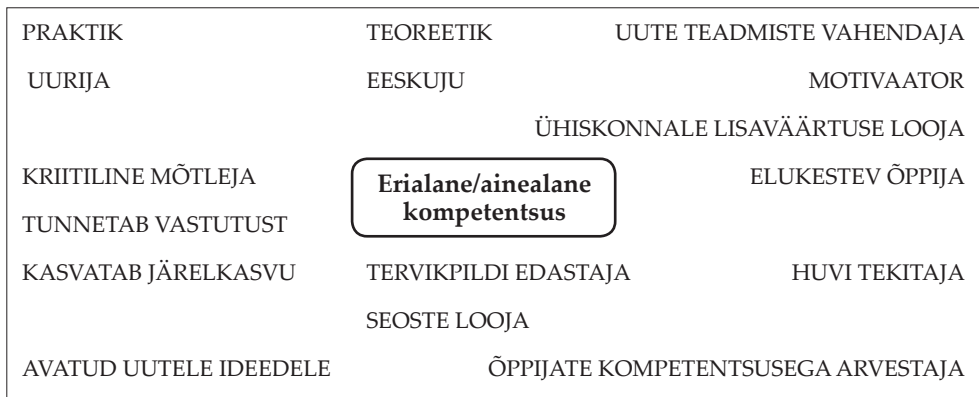 PRAKTIK TEOREETIK UUTE TEADMISTE VAHENDAJA
UURIJA EESKUJU MOTIVAATOR
ÜHISKONNALE LISAVÄÄRTUSE LOOJA
KRIITILINE MÕTLEJA ELUKESTEV ÕPPIJA
Erialane/ainealane
kompetentsus
TUNNETAB VASTUTUST
KASVATAB JÄRELKASVU TERVIKPILDI EDASTAJA HUVI TEKITAJA
SEOSTE LOOJA
AVATUD UUTELE IDEEDELE ÕPPIJATE KOMPETENTSUSEGA ARVESTAJA